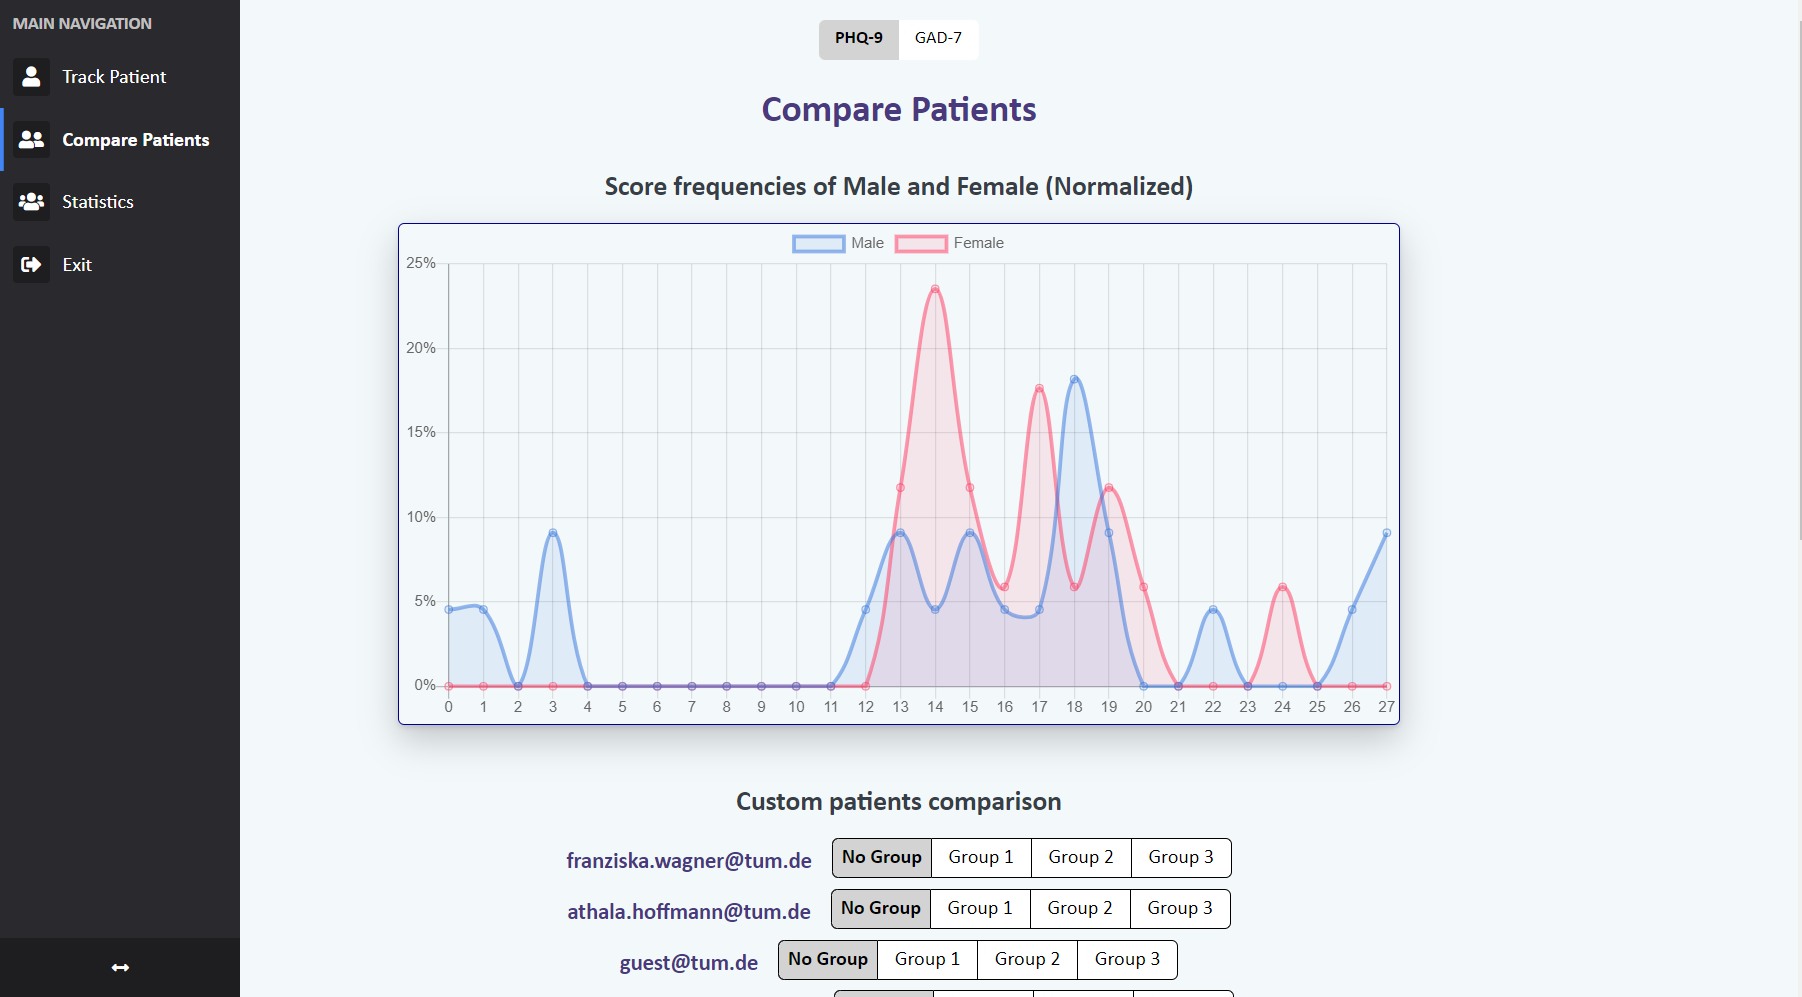 MAIN NAVIGATION
Track Patient
Compare Patients
Statistics
Exit
PHQ-9 GAD-7
Compare Patients
Score frequencies of Male and Female (Normalized)
Male Female
25%
20%
15%
10%
5%
0%
0 1 2 3 4 5 6 7 8 9 10 11 12 13 14 15 16 17 18 19 20 21 22 23 24 25 26 27
Custom patients comparison
franziska.wagner@tum.de No Group Group 1 Group 2 Group 3
athala.hoffmann@tum.de No Group Group 1 Group 2 Group 3
guest@tum.de No Group Group 1 Group 2 Group 3